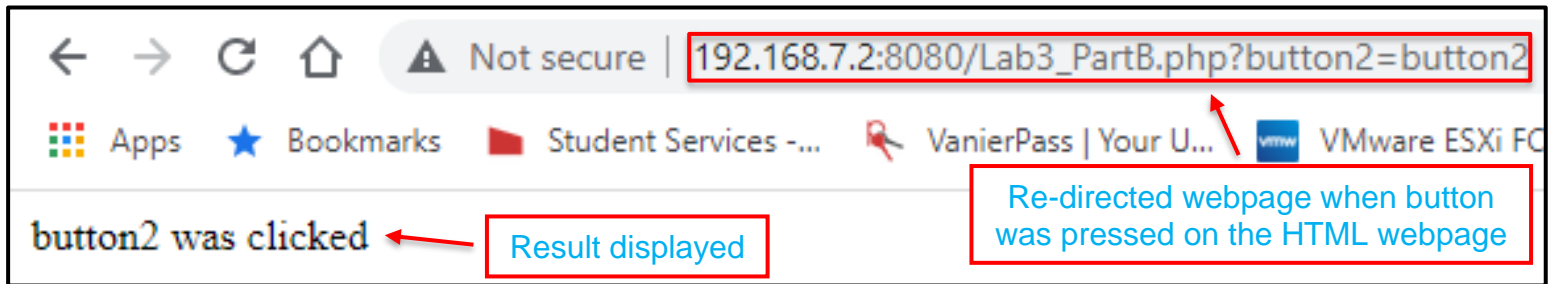 Not secure | 192.168.7.2:8080/Lab3_PartB.php?button2=button2
Apps Bookmarks Student Services -... VanierPass | Your U... vmw VMware ESXi FC
Re-directed webpage when button
was pressed on the HTML webpage
button2 was clicked
Result displayed